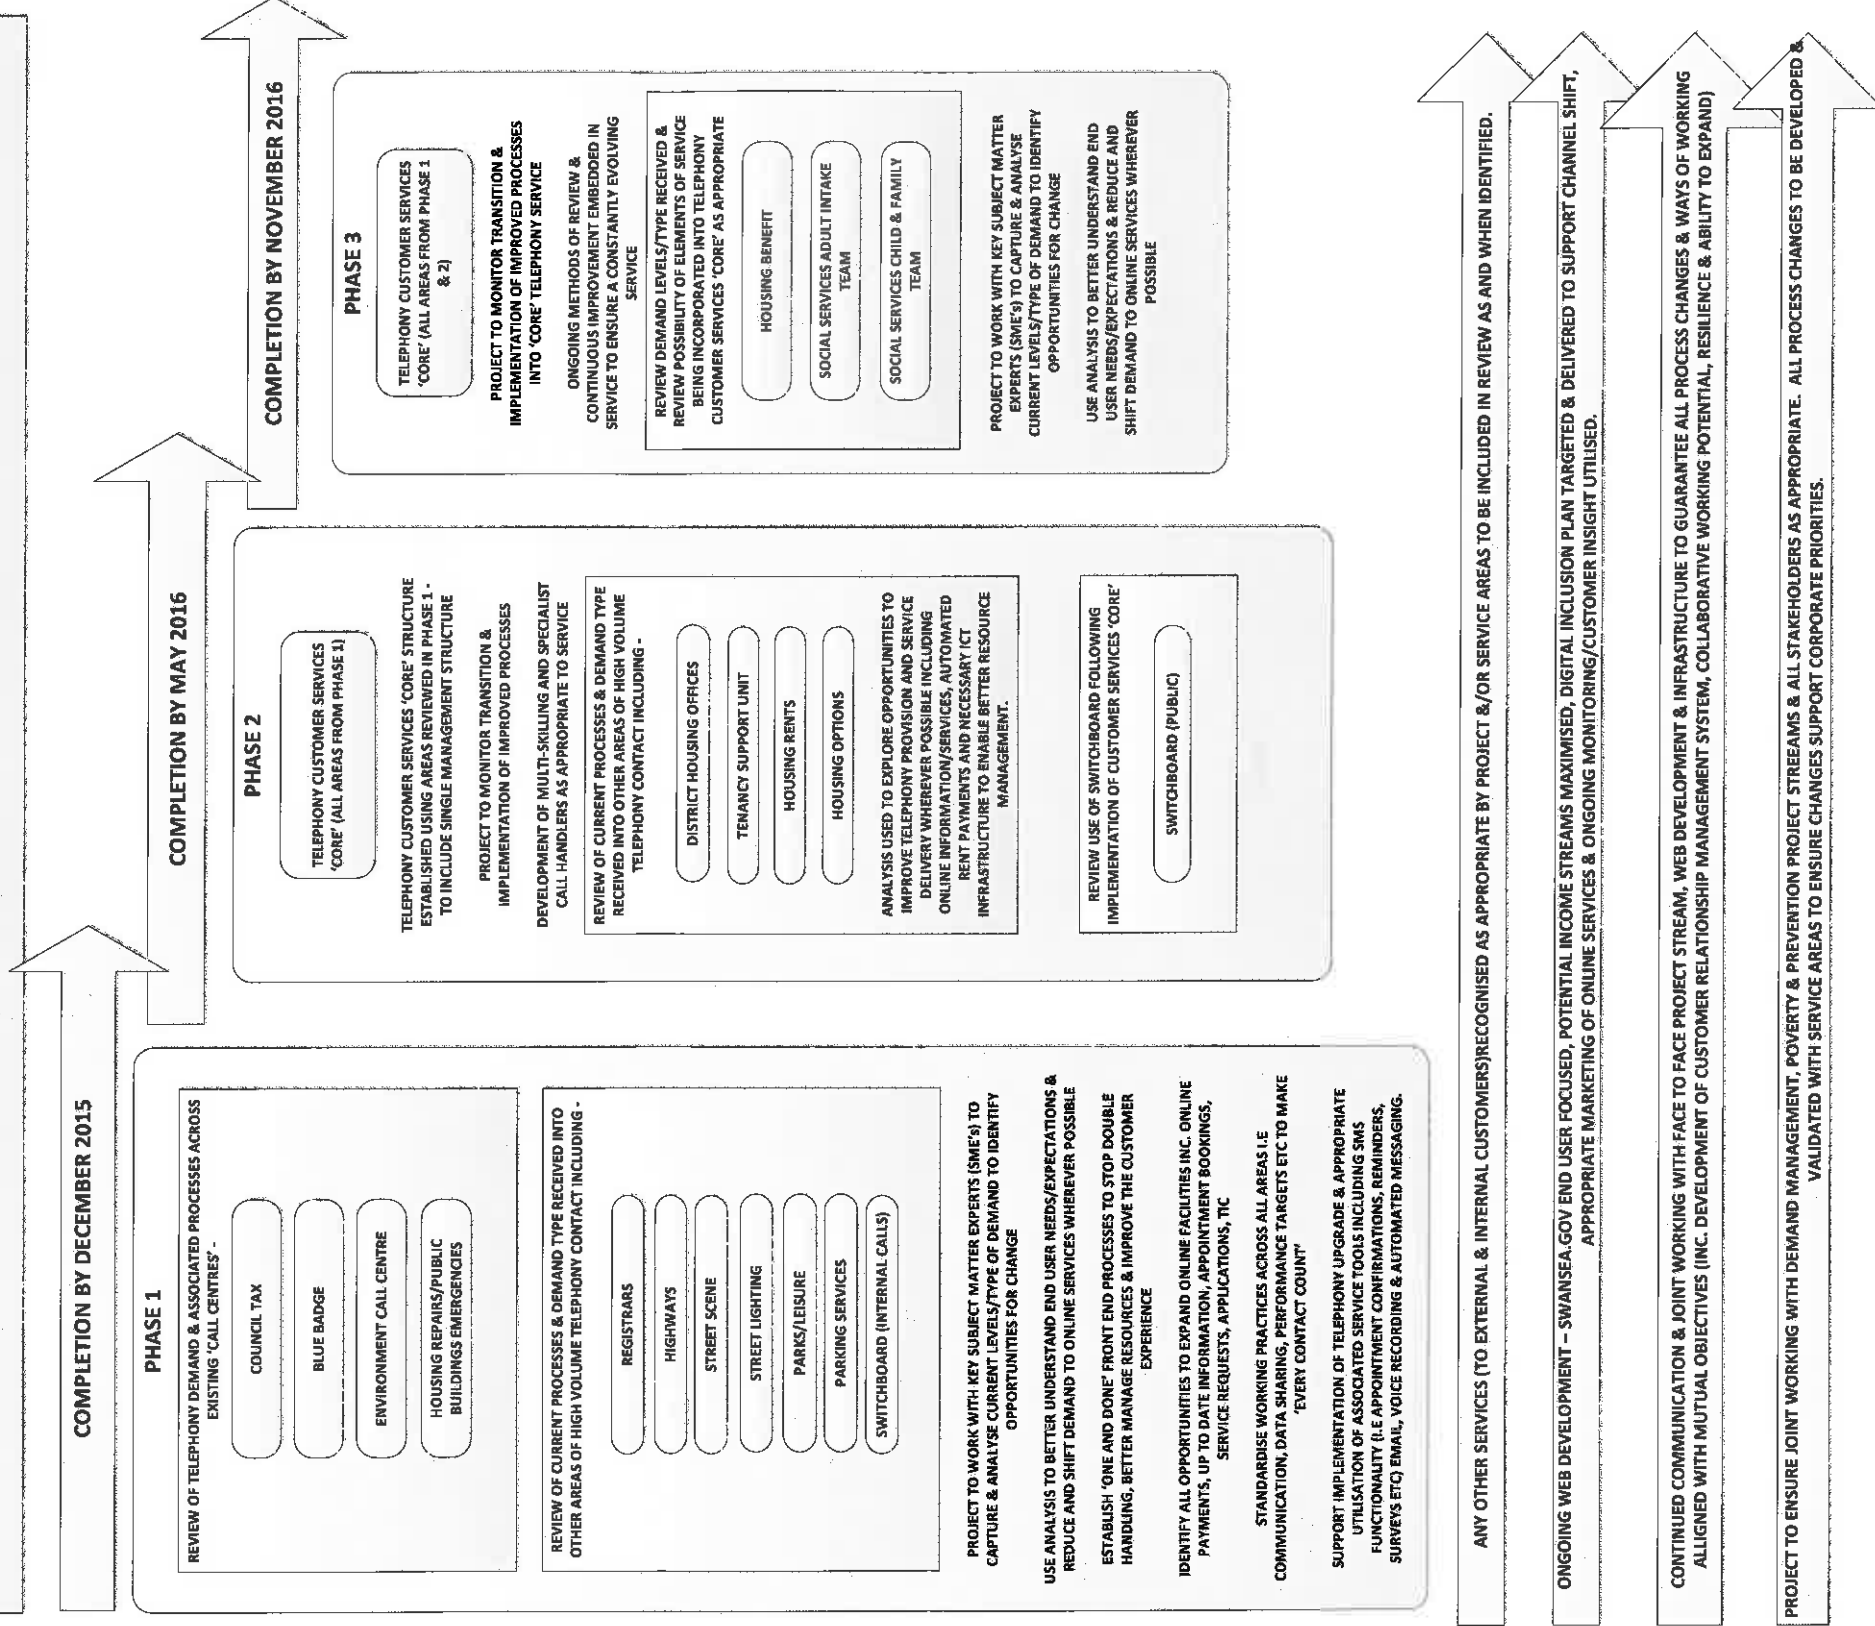 COMPLETION BY DECEMBER 2015
COMPLETION BY MAY 2016
COMPLETION BY NOVEMBER 2016
PHASE 1
REVIEW OF TELEPHONY DEMAND & ASSOCIATED PROCESSES ACROSS
EXISTING 'CALL CENTRES' -
COUNCIL TAX
BLUE BADGE
ENVIRONMENT CALL CENTRE
HOUSING REPAIRS/PUBLIC
BUILDINGS EMERGENCIES
REVIEW OF CURRENT PROCESSES & DEMAND TYPE RECEIVED INTO
OTHER AREAS OF HIGH VOLUME TELEPHONY CONTACT INCLUDING -
REGISTRARS
HIGHWAYS
STREET SCENE
STREET LIGHTING
PARKS/LEISURE
PARKING SERVICES
SWITCHBOARD (INTERNAL CALLS)
PROJECT TO WORK WITH KEY SUBJECT MATTER EXPERTS (SME's) TO
CAPTURE & ANALYSE CURRENT LEVELS/TYPE OF DEMAND TO IDENTIFY
OPPORTUNITIES FOR CHANGE
USE ANALYSIS TO BETTER UNDERSTAND END USER NEEDS/EXPECTATIONS &
REDUCE AND SHIFT DEMAND TO ONLINE SERVICES WHEREVER POSSIBLE
ESTABLISH 'ONE AND DONE' FRONT END PROCESSES TO STOP DOUBLE
HANDLING, BETTER MANAGE RESOURCES & IMPROVE THE CUSTOMER
EXPERIENCE
IDENTIFY ALL OPPORTUNITIES TO EXPAND ONLINE FACILITIES INC. ONLINE
PAYMENTS, UP TO DATE INFORMATION, APPOINTMENT BOOKINGS,
SERVICE REQUESTS, APPLICATIONS, TIC
STANDARDISE WORKING PRACTICES ACROSS ALL AREAS I.E
COMMUNICATION, DATA SHARING, PERFORMANCE TARGETS ETC TO MAKE
'EVERY CONTACT COUNT'
SUPPORT IMPLEMENTATION OF TELEPHONY UPGRADE & APPROPRIATE
UTILISATION OF ASSOCIATED SERVICE TOOLS INCLUDING SMS
FUNCTIONALITY (I.E APPOINTMENT CONFIRMATIONS, REMINDERS,
SURVEYS ETC) EMAIL, VOICE RECORDING & AUTOMATED MESSAGING.
PHASE 2
TELEPHONY CUSTOMER SERVICES
'CORE' (ALL AREAS FROM PHASE 1)
TELEPHONY CUSTOMER SERVICES 'CORE' STRUCTURE
ESTABLISHED USING AREAS REVIEWED IN PHASE 1 -
TO INCLUDE SINGLE MANAGEMENT STRUCTURE
PROJECT TO MONITOR TRANSITION &
IMPLEMENTATION OF IMPROVED PROCESSES
DEVELOPMENT OF MULTI-SKILLING AND SPECIALIST
CALL HANDLERS AS APPROPRIATE TO SERVICE
REVIEW OF CURRENT PROCESSES & DEMAND TYPE
RECEIVED INTO OTHER AREAS OF HIGH VOLUME
TELEPHONY CONTACT INCLUDING -
DISTRICT HOUSING OFFICES
TENANCY SUPPORT UNIT
HOUSING RENTS
HOUSING OPTIONS
ANALYSIS USED TO EXPLORE OPPORTUNITIES TO
IMPROVE TELEPHONY PROVISION AND SERVICE
DELIVERY WHEREVER POSSIBLE INCLUDING
ONLINE INFORMATION/SERVICES, AUTOMATED
RENT PAYMENTS AND NECESSARY ICT
INFRASTRUCTURE TO ENABLE BETTER RESOURCE
MANAGEMENT.
REVIEW USE OF SWITCHBOARD FOLLOWING
IMPLEMENTATION OF CUSTOMER SERVICES 'CORE'
SWITCHBOARD (PUBLIC)
PHASE 3
TELEPHONY CUSTOMER SERVICES
'CORE' (ALL AREAS FROM PHASE 1
& 2)
PROJECT TO MONITOR TRANSITION &
IMPLEMENTATION OF IMPROVED PROCESSES
INTO 'CORE' TELEPHONY SERVICE
ONGOING METHODS OF REVIEW &
CONTINUOUS IMPROVEMENT EMBEDDED IN
SERVICE TO ENSURE A CONSTANTLY EVOLVING
SERVICE
REVIEW DEMAND LEVELS/TYPE RECEIVED &
REVIEW POSSIBILITY OF ELEMENTS OF SERVICE
BEING INCORPORATED INTO TELEPHONY
CUSTOMER SERVICES 'CORE' AS APPROPRIATE
HOUSING BENEFIT
SOCIAL SERVICES ADULT INTAKE
TEAM
SOCIAL SERVICES CHILD & FAMILY
TEAM
PROJECT TO WORK WITH KEY SUBJECT MATTER
EXPERTS (SME's) TO CAPTURE & ANALYSE
CURRENT LEVELS/TYPE OF DEMAND TO IDENTIFY
OPPORTUNITIES FOR CHANGE
USE ANALYSIS TO BETTER UNDERSTAND END
USER NEEDS/EXPECTATIONS & REDUCE AND
SHIFT DEMAND TO ONLINE SERVICES WHEREVER
POSSIBLE
ANY OTHER SERVICES (TO EXTERNAL & INTERNAL CUSTOMERS)RECOGNISED AS APPROPRIATE BY PROJECT &/OR SERVICE AREAS TO BE INCLUDED IN REVIEW AS AND WHEN IDENTIFIED.
ONGOING WEB DEVELOPMENT – SWANSEA.GOV END USER FOCUSED, POTENTIAL INCOME STREAMS MAXIMISED, DIGITAL INCLUSION PLAN TARGETED & DELIVERED TO SUPPORT CHANNEL SHIFT,
APPROPRIATE MARKETING OF ONLINE SERVICES & ONGOING MONITORING/CUSTOMER INSIGHT UTILISED.
CONTINUED COMMUNICATION & JOINT WORKING WITH FACE TO FACE PROJECT STREAM, WEB DEVELOPMENT & INFRASTRUCTURE TO GUARANTEE ALL PROCESS CHANGES & WAYS OF WORKING
ALLIGNED WITH MUTUAL OBJECTIVES (INC. DEVELOPMENT OF CUSTOMER RELATIONSHIP MANAGEMENT SYSTEM, COLLABORATIVE WORKING POTENTIAL, RESILIENCE & ABILITY TO EXPAND)
PROJECT TO ENSURE JOINT WORKING WITH DEMAND MANAGEMENT, POVERTY & PREVENTION PROJECT STREAMS & ALL STAKEHOLDERS AS APPROPRIATE. ALL PROCESS CHANGES TO BE DEVELOPED &
VALIDATED WITH SERVICE AREAS TO ENSURE CHANGES SUPPORT CORPORATE PRIORITIES.